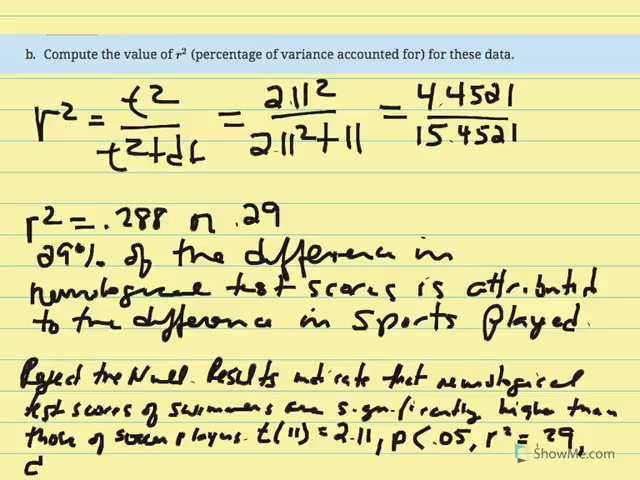 b. Compute the value of r² (percentage of variance accounted for) for these data.
r² = t² / t²+df = 2.11² / 2.11²+11 = 4.4521 / 15.4521
r² = .288 or .29
29% of the difference in
neurological test scores is attributed
to the difference in sports played.
Reject the Null. Results indicate that neurological
test scores of swimmers are significantly higher than
those of soccer players. t(11) = 2.11, p < .05, r² = .29,
d
ShowMe.com